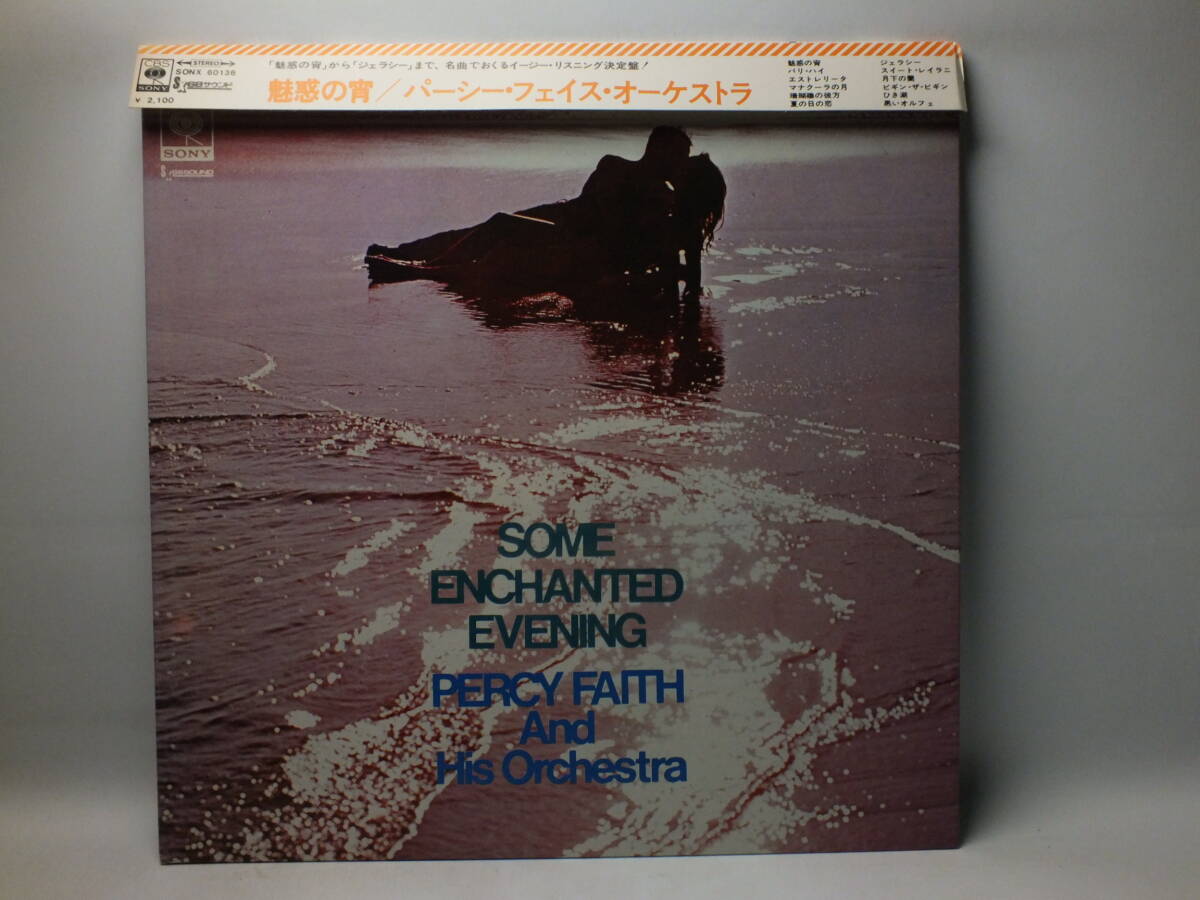 CBS
SONY
STEREO
SONX 60136
サウンド
¥2,100
「魅惑の宵」から「ジェラシー」まで、名曲でおくるイージー・リスニング決定盤!
魅惑の宵/パーシー・フェイス・オーケストラ
魅惑の宵
バリ・ハイ
エストレリータ
マナクーラの月
珊瑚礁の彼方
夏の日の恋
ジェラシー
スイート・レイラニ
月下の蘭
ビギン・ザ・ビギン
ひき潮
黒いオルフェ
SONY
SOME
ENCHANTED
EVENING
PERCY FAITH
And
His Orchestra